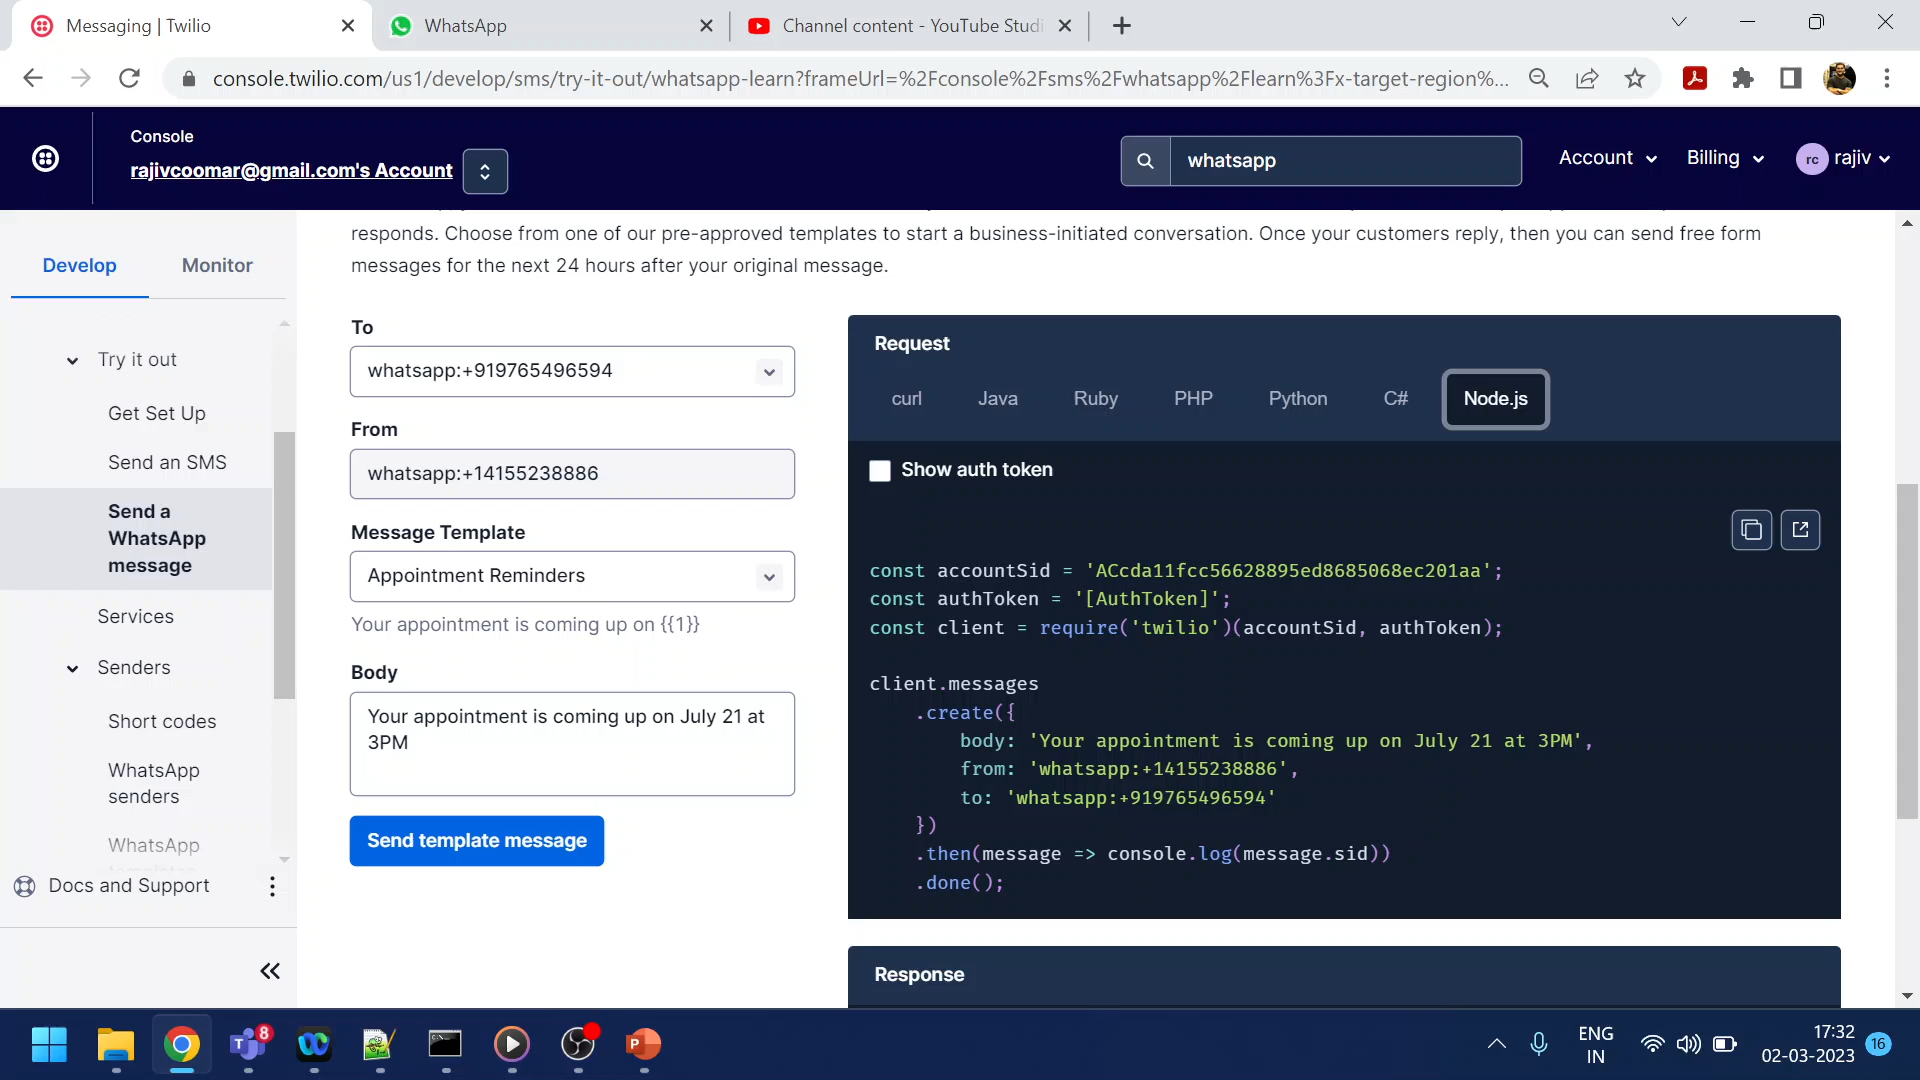 Messaging | Twilio
WhatsApp
Channel content - YouTube Studi
console.twilio.com/us1/develop/sms/try-it-out/whatsapp-learn?frameUrl=%2Fconsole%2Fsms%2Fwhatsapp%2Flearn%3Fx-target-region%...
Console
rajivcoomar@gmail.com's Account
whatsapp
Account
Billing
rc rajiv
Develop
Monitor
Try it out
Get Set Up
Send an SMS
Send a
WhatsApp
message
Services
Senders
Short codes
WhatsApp
senders
WhatsApp
Docs and Support
responds. Choose from one of our pre-approved templates to start a business-initiated conversation. Once your customers reply, then you can send free form
messages for the next 24 hours after your original message.
To
whatsapp:+919765496594
From
whatsapp:+14155238886
Message Template
Appointment Reminders
Your appointment is coming up on {{1}}
Body
Your appointment is coming up on July 21 at
3PM
Send template message
Request
curl Java Ruby PHP Python C# Node.js
Show auth token
const accountSid = 'ACcda11fcc56628895ed8685068ec201aa';
const authToken = '[AuthToken]';
const client = require('twilio')(accountSid, authToken);
client.messages
.create({
body: 'Your appointment is coming up on July 21 at 3PM',
from: 'whatsapp:+14155238886',
to: 'whatsapp:+919765496594'
})
.then(message => console.log(message.sid))
.done();
Response
8
ENG
IN
17:32
02-03-2023
16